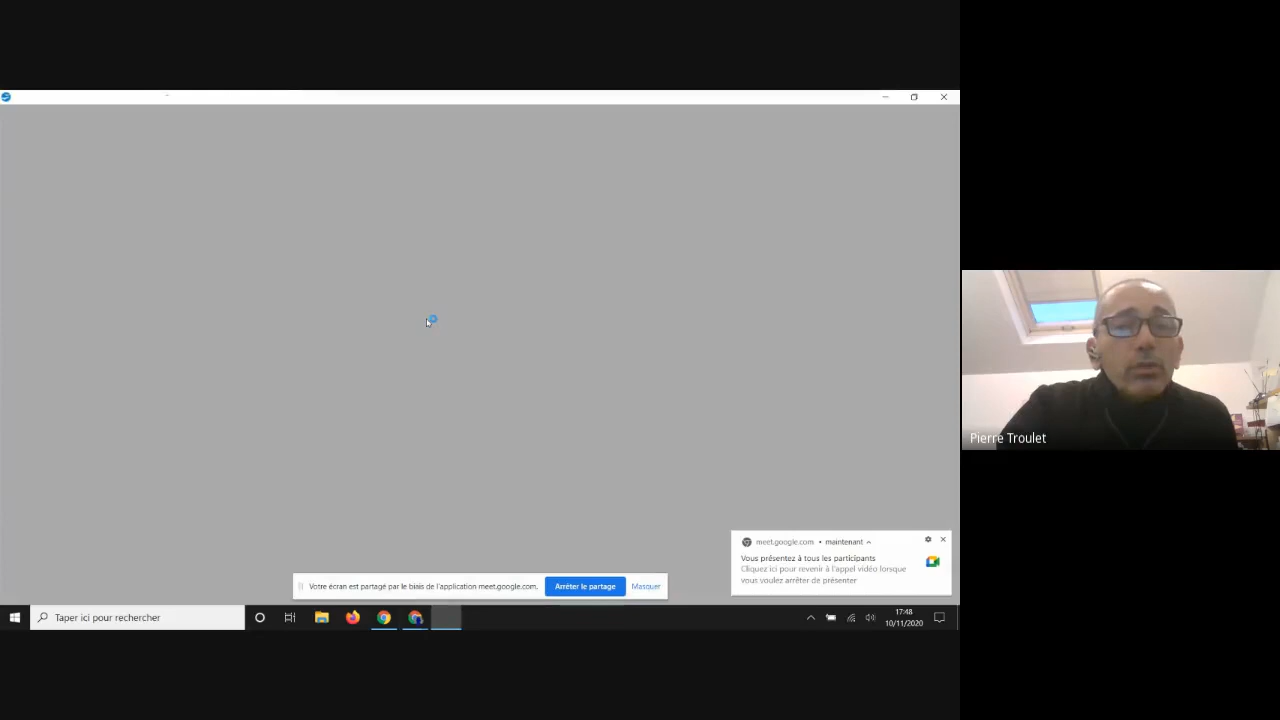 meet.google.com • maintenant
Vous présentez à tous les participants
Cliquez ici pour revenir à l'appel vidéo lorsque
vous voulez arrêter de présenter
Votre écran est partagé par le biais de l'application meet.google.com.
Arrêter le partage
Masquer
Taper ici pour rechercher
17:48
10/11/2020
Pierre Troulet